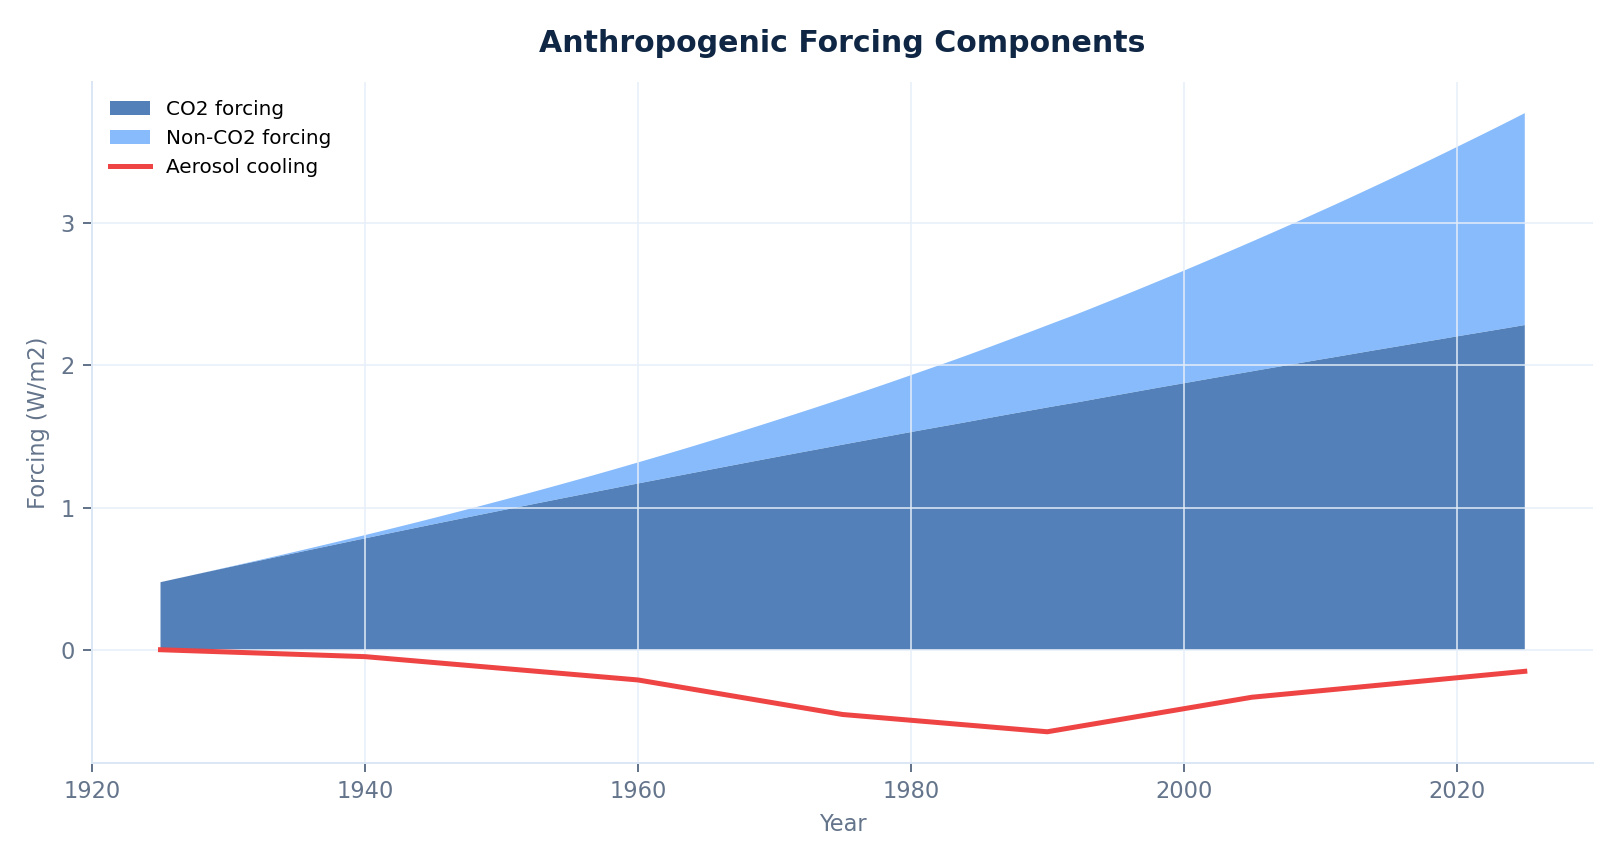 Anthropogenic Forcing Components
CO2 forcing
Non-CO2 forcing
Aerosol cooling
Forcing (W/m2)
3
2
1
0
1920 1940 1960 1980 2000 2020
Year